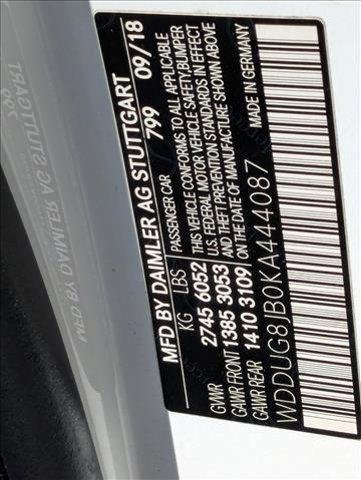 MFD BY DAIMLER AG STUTTGART
799 09/18
KG LBS PASSENGER CAR
THIS VEHICLE CONFORMS TO ALL APPLICABLE
GVWR 2745 6052 U.S. FEDERAL MOTOR VEHICLE SAFETY,BUMPER
GAWR FRONT 1385 3053 AND THEFT PREVENTION STANDARDS IN EFFECT
GAWR REAR 1410 3109 ON THE DATE OF MANUFACTURE SHOWN ABOVE
WDDUG8JB0KA444087 MADE IN GERMANY
MFD BY DAIMLER AG STUTTGART
799